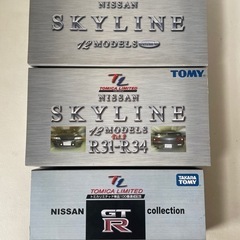 NISSAN
SKYLINE
12 MODELS
TL
TOMICA LIMITED
TOMY
NISSAN
SKYLINE
12 MODELS
Vol.2
R31-R34
TL
TOMICA LIMITED
TAKARA TOMY
NISSAN GT-R collection